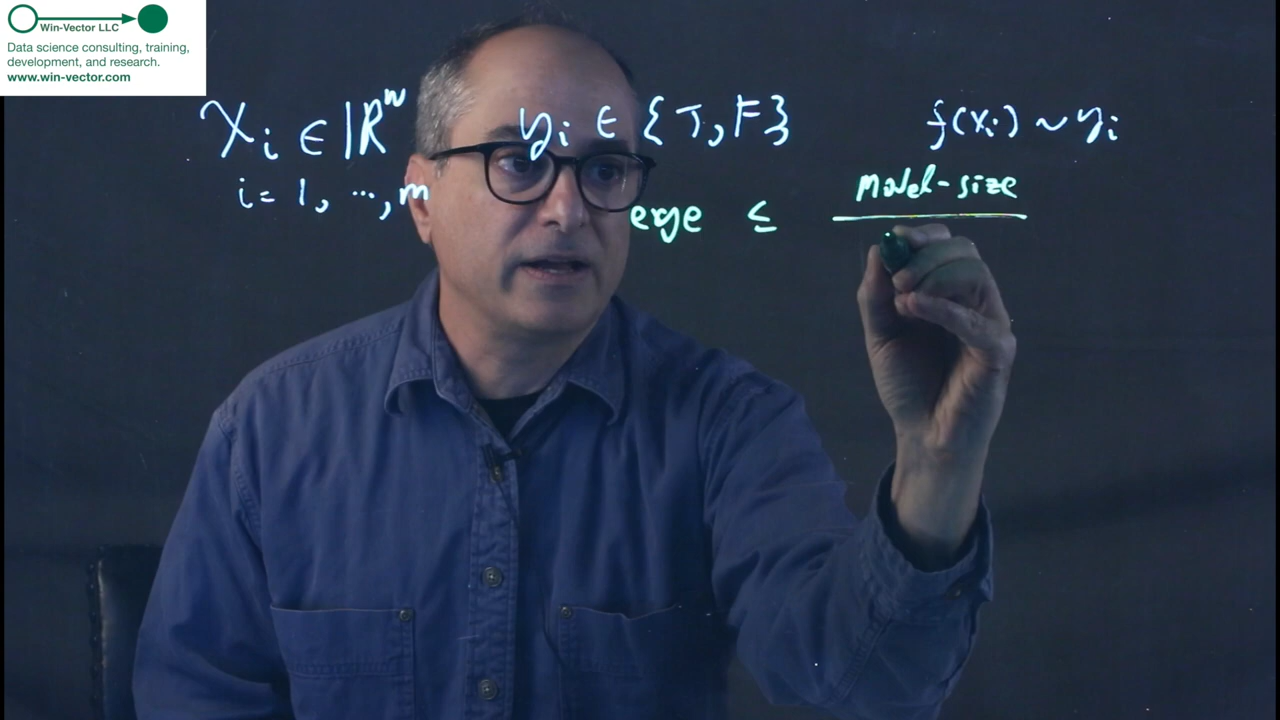 Win-Vector LLC
Data science consulting, training,
development, and research.
www.win-vector.com
Xi ∈ ℝⁿ yi ∈ {T, F} f(xi) ~ yi
i = 1, ..., m
model-size
≤